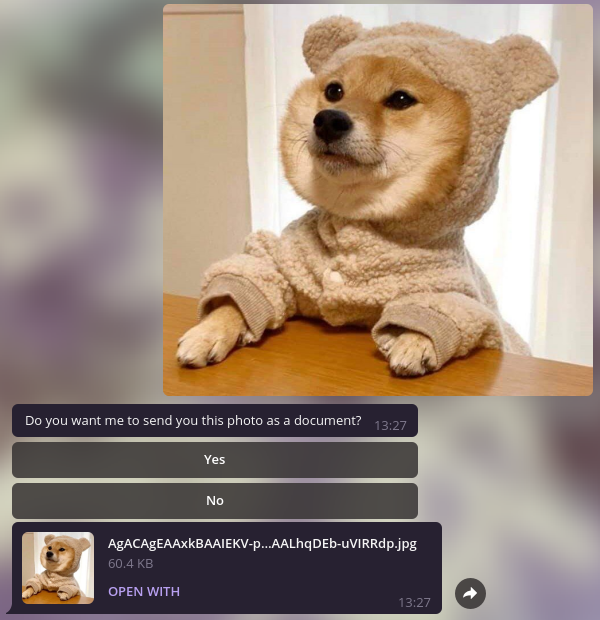 Do you want me to send you this photo as a document? 13:27
Yes
No
AgACAgEAAxkBAAIEKV-p...AALhqDEb-uVIRRdp.jpg
60.4 KB
OPEN WITH
13:27